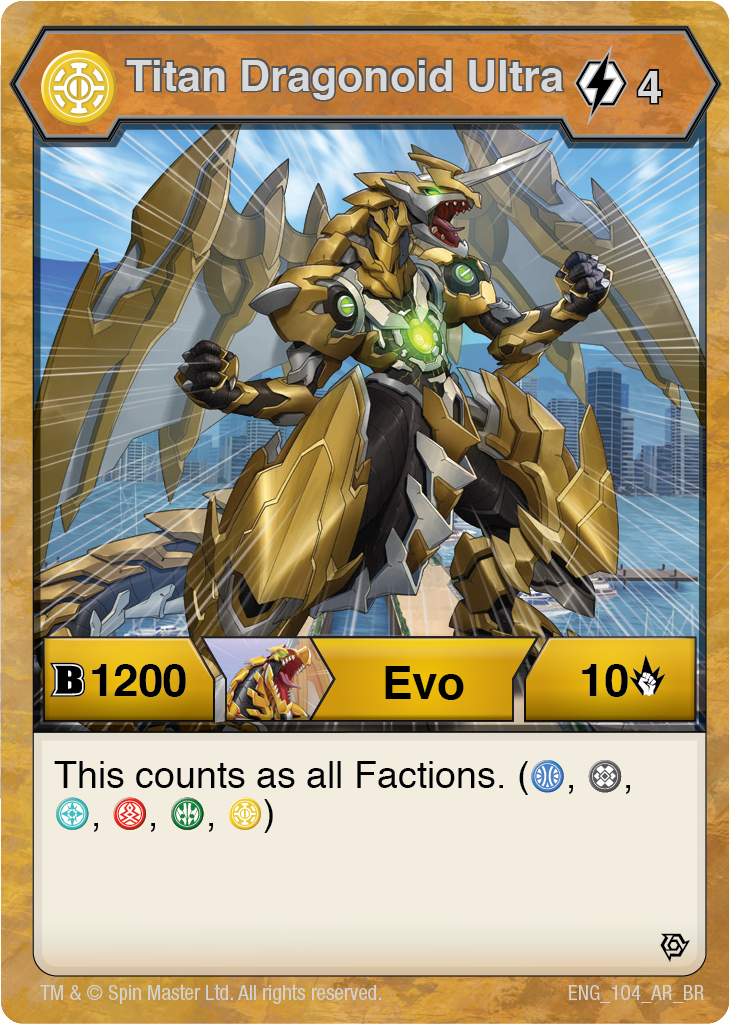 Titan Dragonoid Ultra 4
B 1200 Evo 10
This counts as all Factions. ( , ,
, , , )
TM & © Spin Master Ltd. All rights reserved. ENG_104_AR_BR